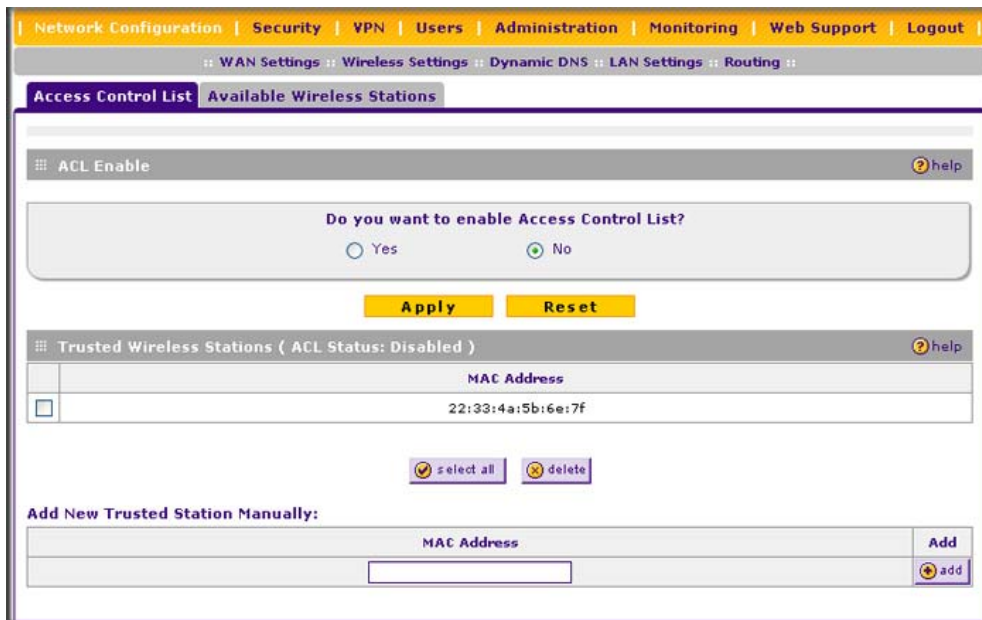 | Network Configuration | Security | VPN | Users | Administration | Monitoring | Web Support | Logout |
:: WAN Settings :: Wireless Settings :: Dynamic DNS :: LAN Settings :: Routing ::
Access Control List Available Wireless Stations
ACL Enable ? help
Do you want to enable Access Control List?
Yes No
Apply Reset
Trusted Wireless Stations ( ACL Status: Disabled ) ? help
MAC Address
22:33:4a:5b:6e:7f
select all delete
Add New Trusted Station Manually:
MAC Address Add
add